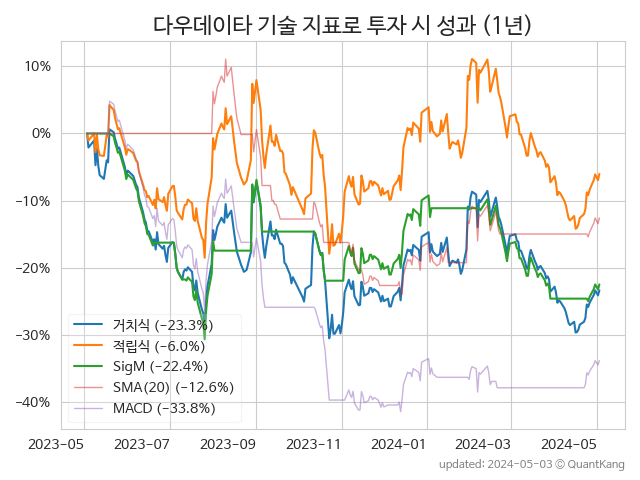 다우데이타 기술 지표로 투자 시 성과 (1년)
10%
0%
−10%
−20%
−30%
−40%
거치식 (−23.3%)
적립식 (−6.0%)
SigM (−22.4%)
SMA(20) (−12.6%)
MACD (−33.8%)
2023-05 2023-07 2023-09 2023-11 2024-01 2024-03 2024-05
updated: 2024-05-03 ⓒ QuantKang